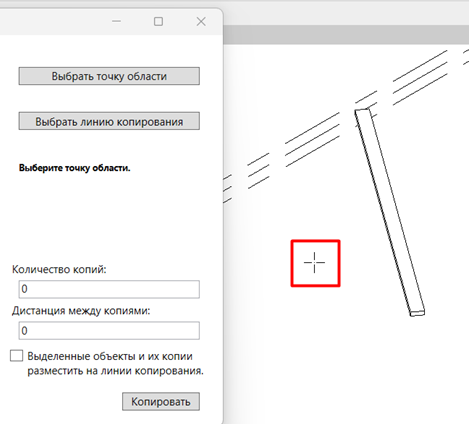 Выбрать точку области
Выбрать линию копирования
Выберите точку области.
Количество копий:
0
Дистанция между копиями:
0
Выделенные объекты и их копии
разместить на линии копирования.
Копировать